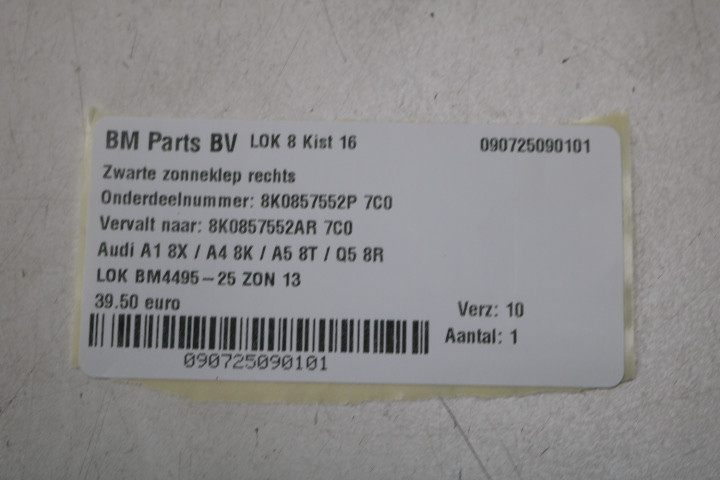 BM Parts BV LOK 8 Kist 16 090725090101
Zwarte zonneklep rechts
Onderdeelnummer: 8K0857552P 7C0
Vervalt naar: 8K0857552AR 7C0
Audi A1 8X / A4 8K / A5 8T / Q5 8R
LOK BM4495-25 ZON 13
39.50 euro Verz: 10
Aantal: 1
090725090101